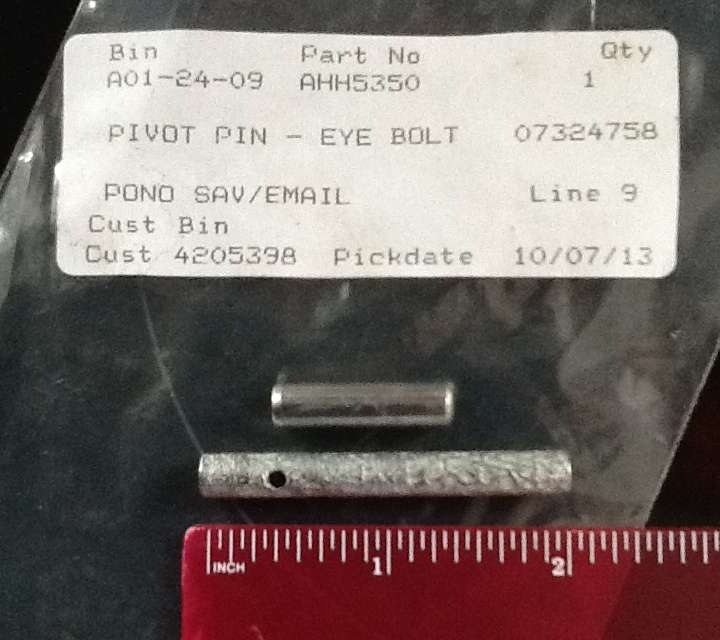 Bin Part No Qty
A01-24-09 AHH5350 1
PIVOT PIN - EYE BOLT 07324758
PONO SAV/EMAIL Line 9
Cust Bin
Cust 4205398 Pickdate 10/07/13
INCH 1 2